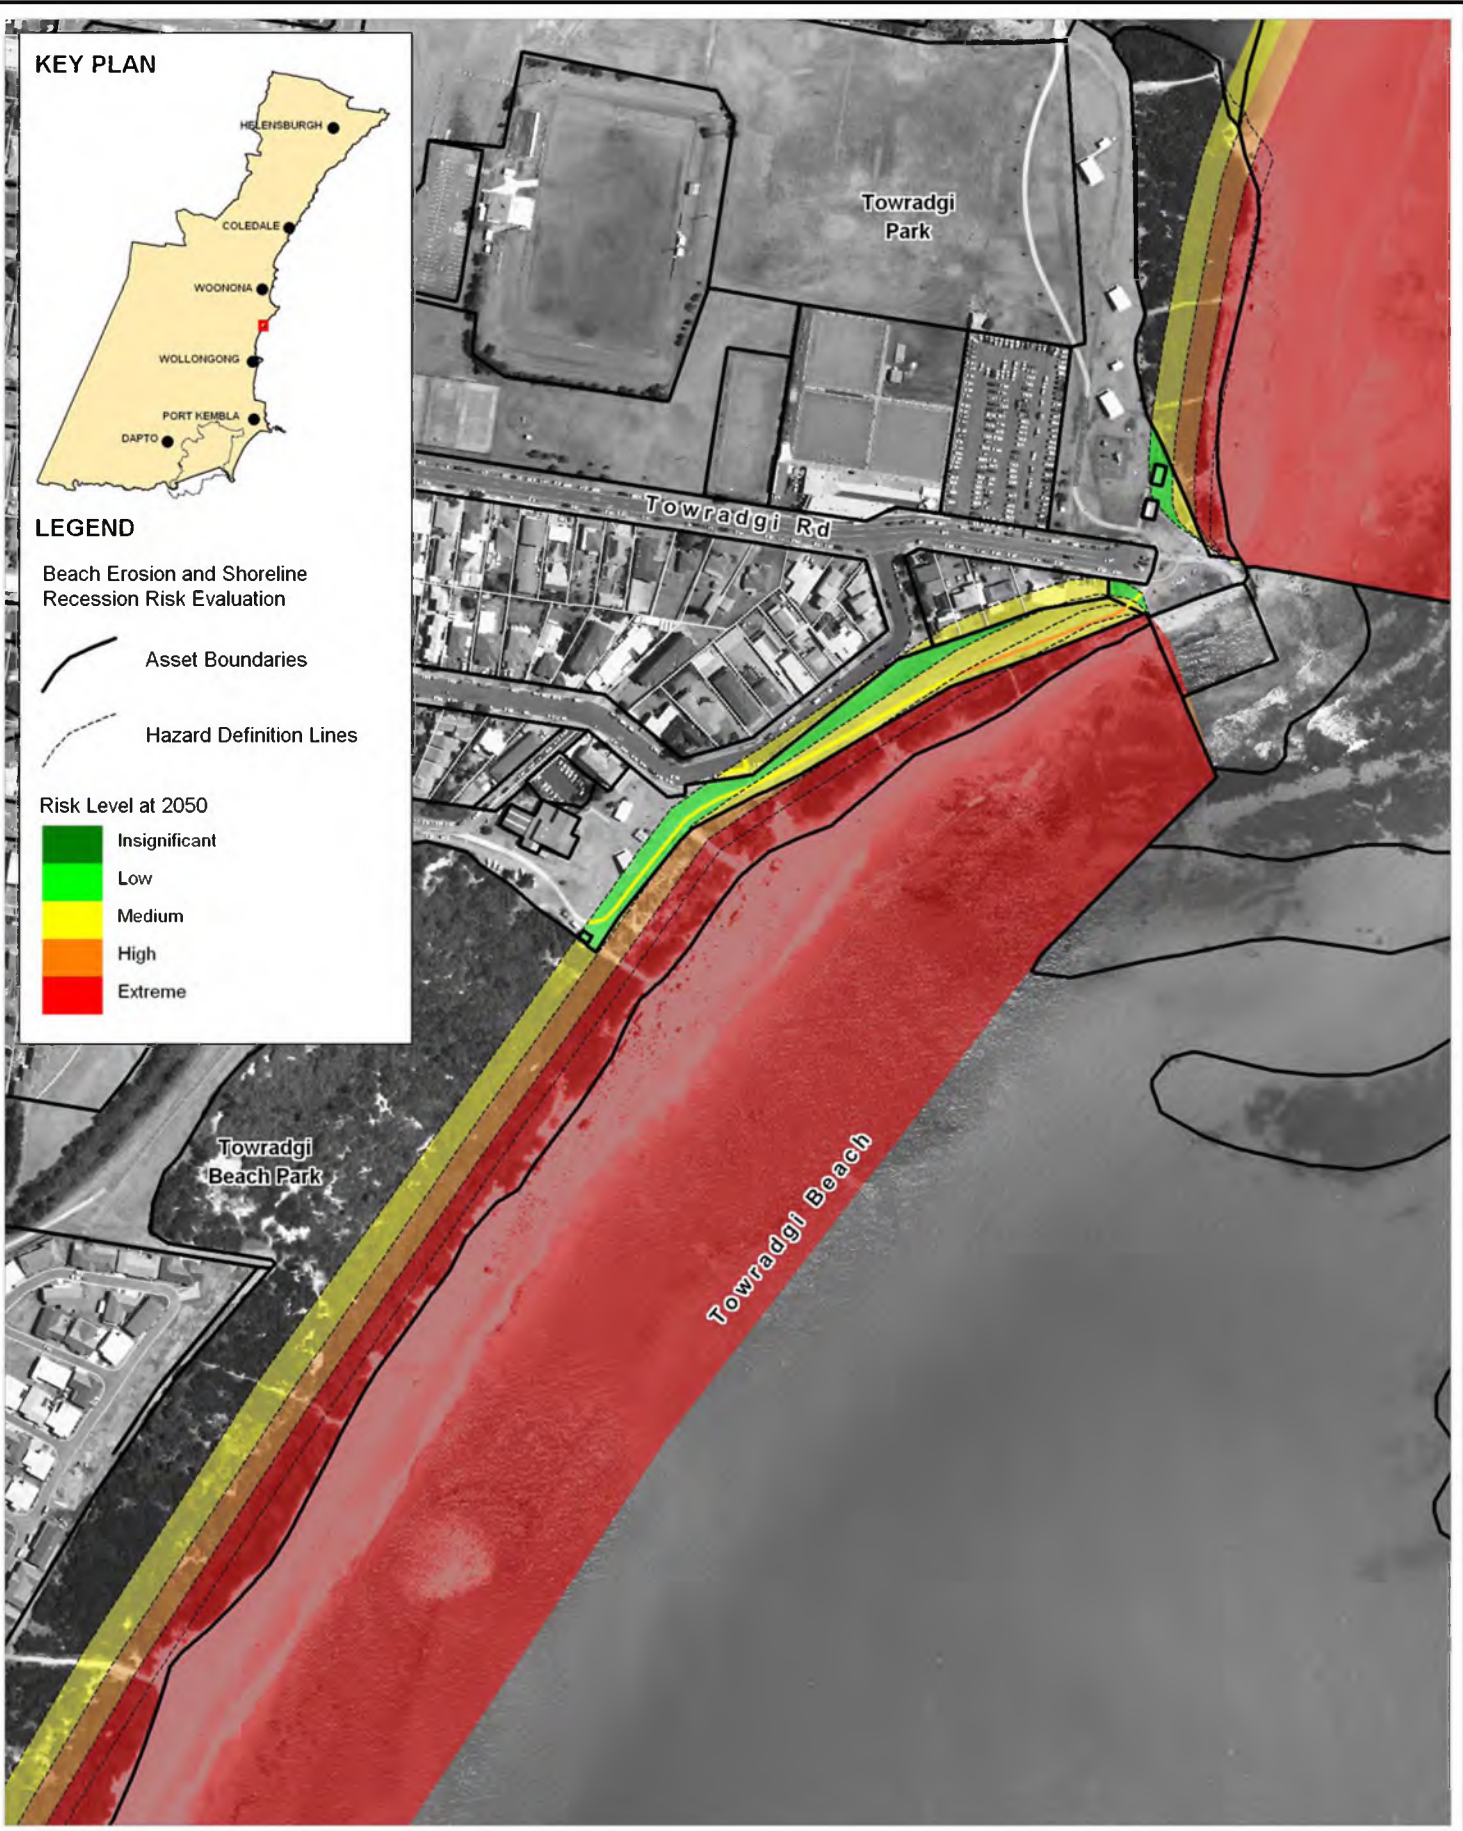 KEY PLAN
HELENSBURGH
COLEDALE
WOONONA
WOLLONGONG
PORT KEMBLA
DAPTO
LEGEND
Beach Erosion and Shoreline
Recession Risk Evaluation
Asset Boundaries
Hazard Definition Lines
Risk Level at 2050
Insignificant
Low
Medium
High
Extreme
Towradgi
Park
Towradgi Rd
Towradgi
Beach Park
Towradgi Beach